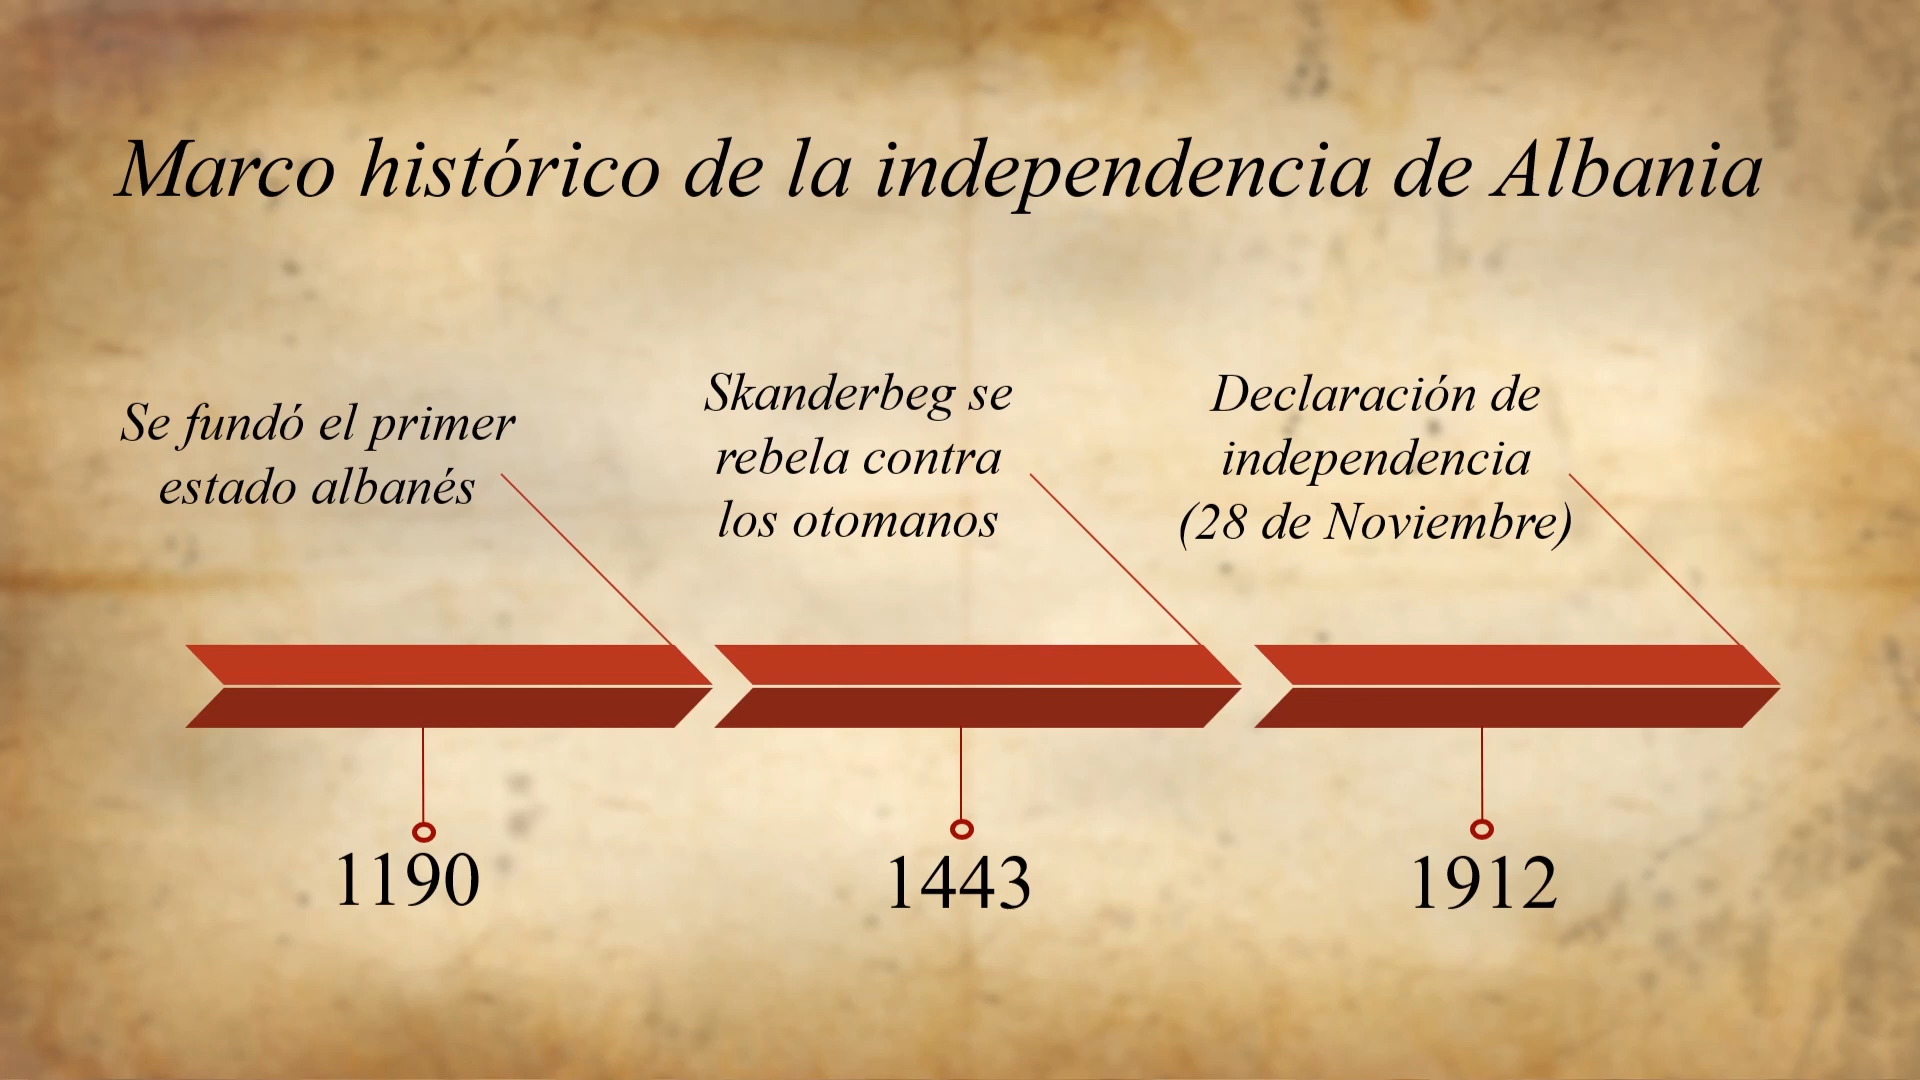 Marco histórico de la independencia de Albania
Se fundó el primer
estado albanés
Skanderbeg se
rebela contra
los otomanos
Declaración de
independencia
(28 de Noviembre)
1190
1443
1912